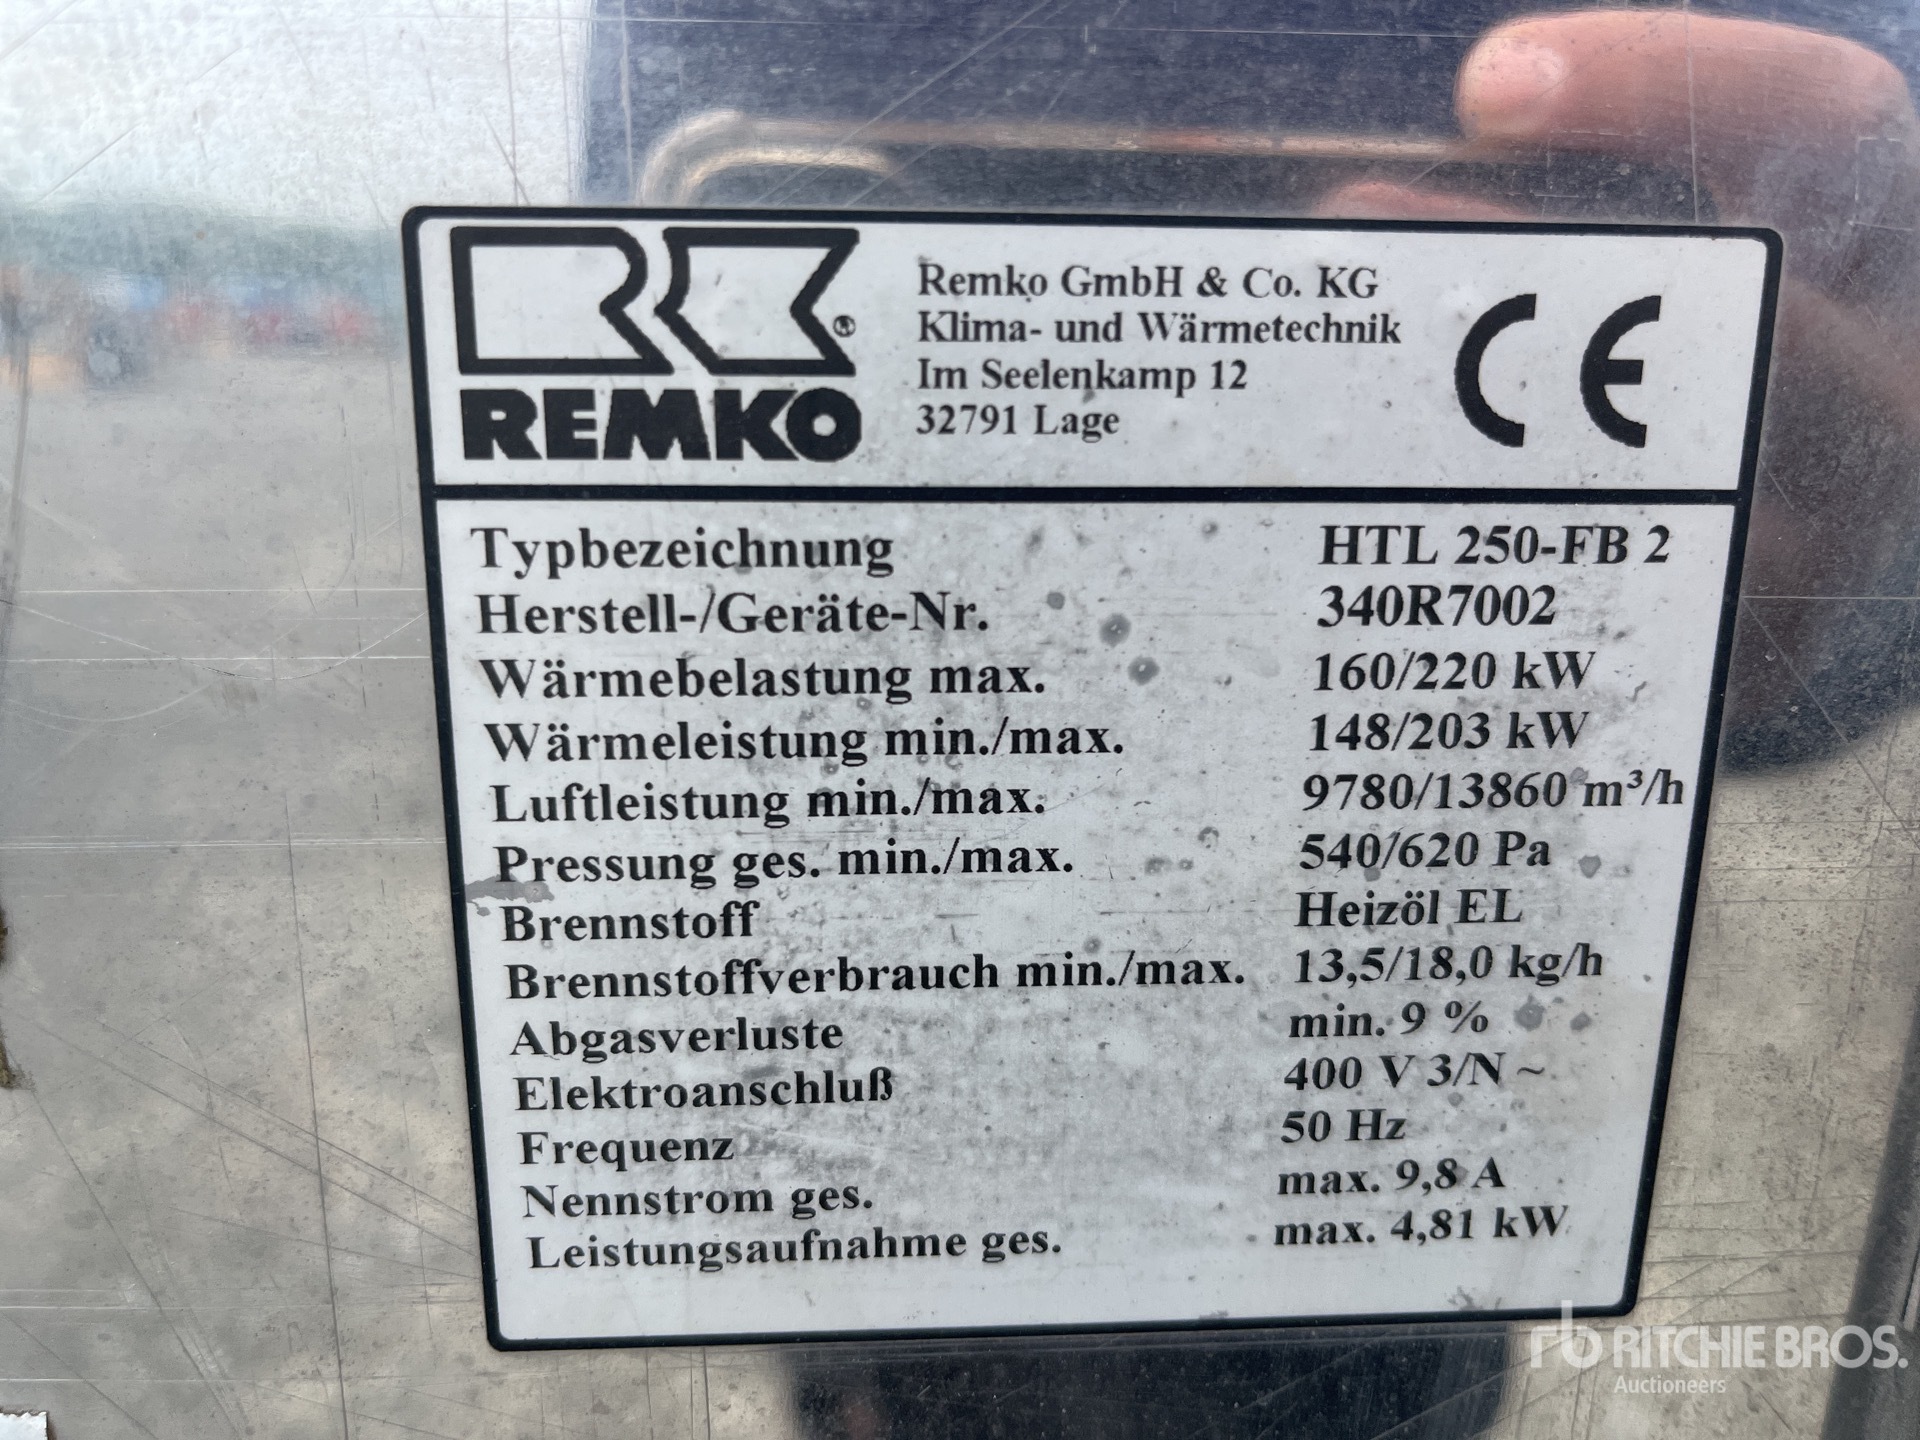 REMKO
Remko GmbH & Co. KG
Klima- und Wärmetechnik
Im Seelenkamp 12
32791 Lage
CE
Typbezeichnung HTL 250-FB 2
Herstell-/Geräte-Nr. 340R7002
Wärmebelastung max. 160/220 kW
Wärmeleistung min./max. 148/203 kW
Luftleistung min./max. 9780/13860 m³/h
Pressung ges. min./max. 540/620 Pa
Brennstoff Heizöl EL
Brennstoffverbrauch min./max. 13,5/18,0 kg/h
Abgasverluste min. 9 %
Elektroanschluß 400 V 3/N ~
Frequenz 50 Hz
Nennstrom ges. max. 9,8 A
Leistungsaufnahme ges. max. 4,81 kW
rb RITCHIE BROS.
Auctioneers